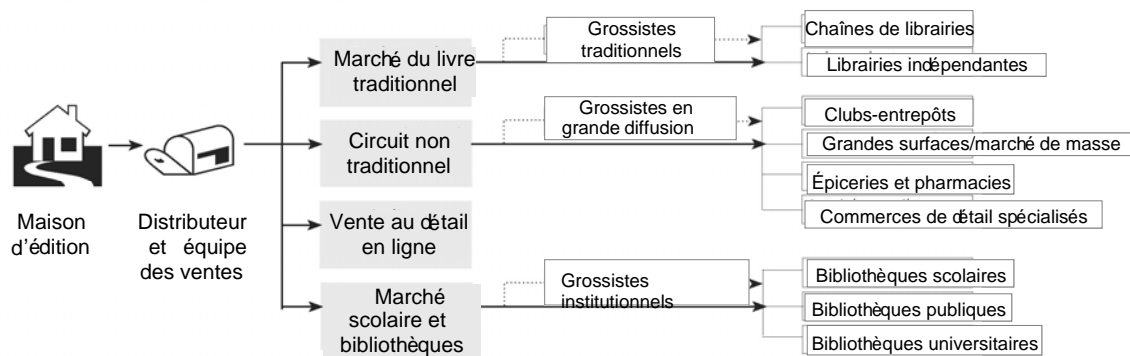 Maison
d'édition
Distributeur
et équipe
des ventes
Marché du livre
traditionnel
Circuit non
traditionnel
Vente au détail
en ligne
Marché
scolaire et
bibliothèques
Grossistes
traditionnels
Grossistes en
grande diffusion
Grossistes
institutionnels
Chaînes de librairies
Librairies indépendantes
Clubs-entrepôts
Grandes surfaces/marché de masse
Épiceries et pharmacies
Commerces de détail spécialisés
Bibliothèques scolaires
Bibliothèques publiques
Bibliothèques universitaires